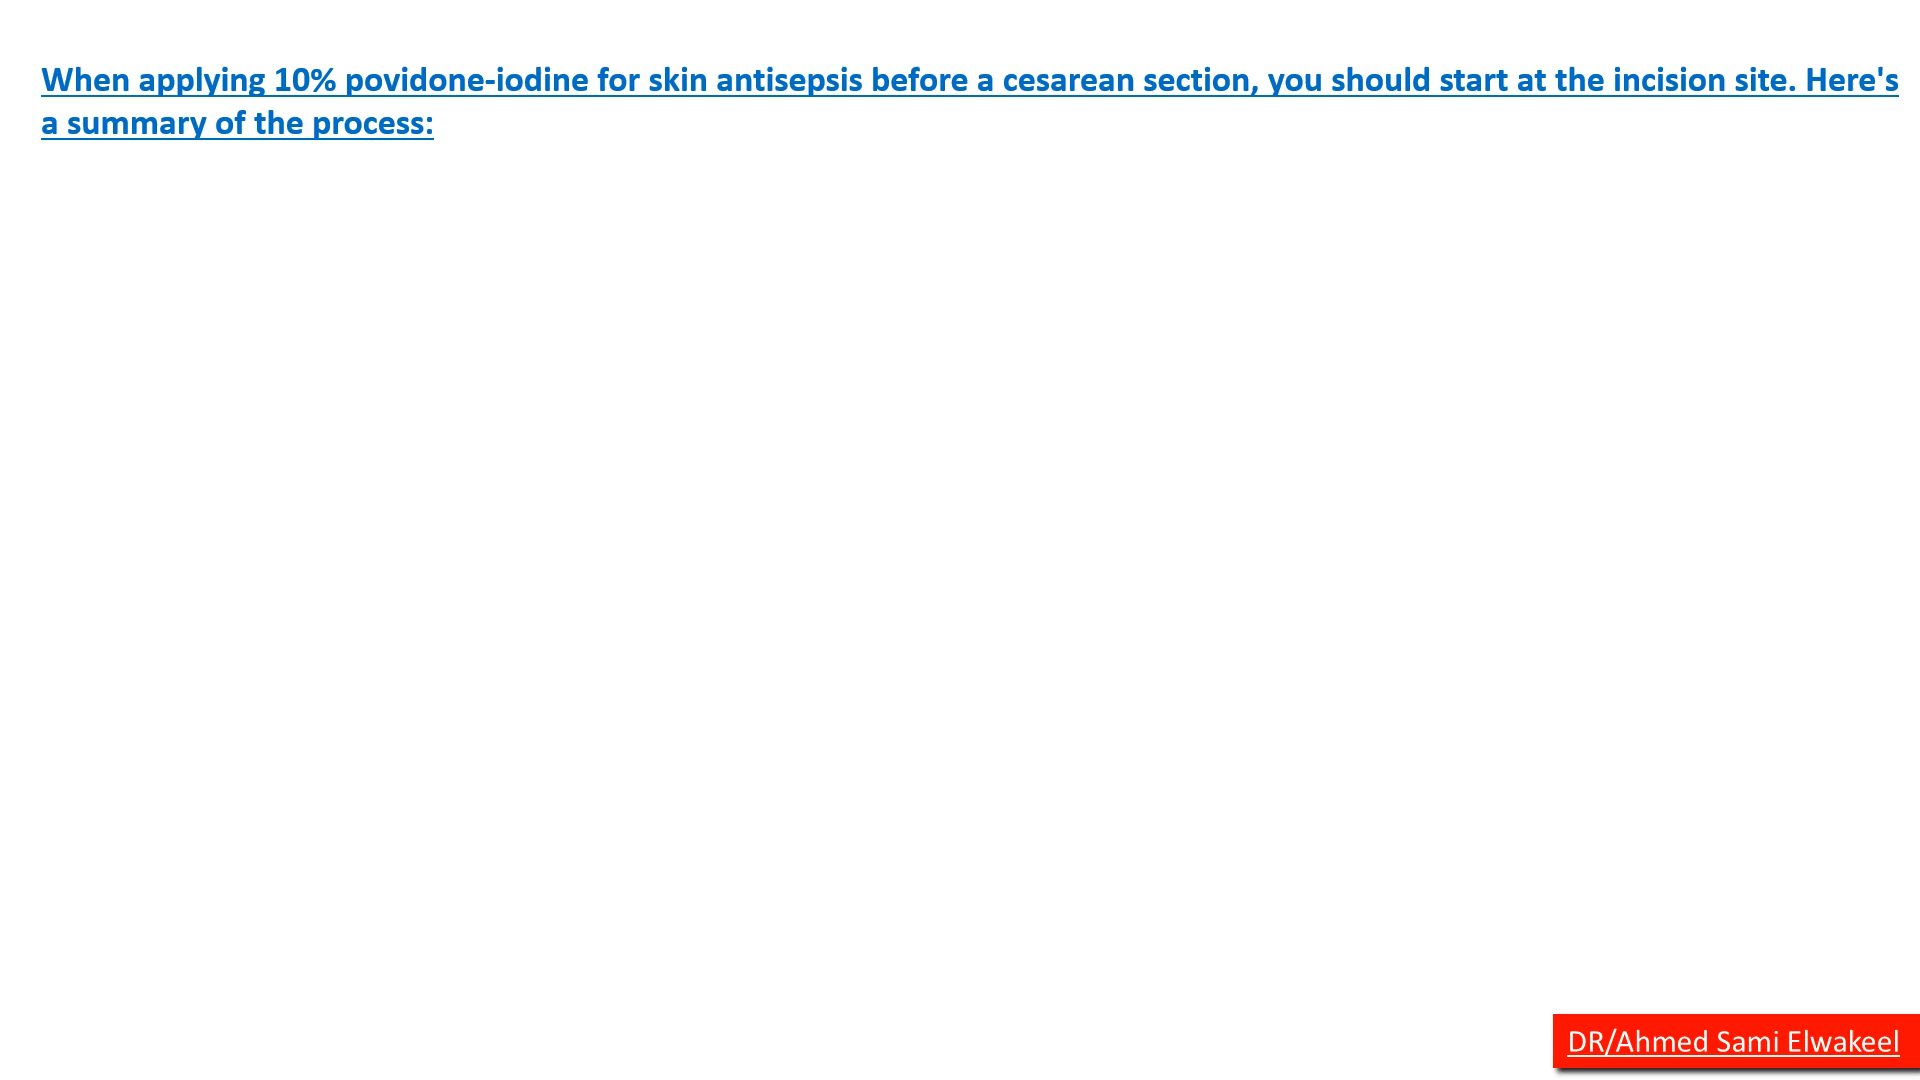 When applying 10% povidone-iodine for skin antisepsis before a cesarean section, you should start at the incision site. Here's
a summary of the process:
DR/Ahmed Sami Elwakeel